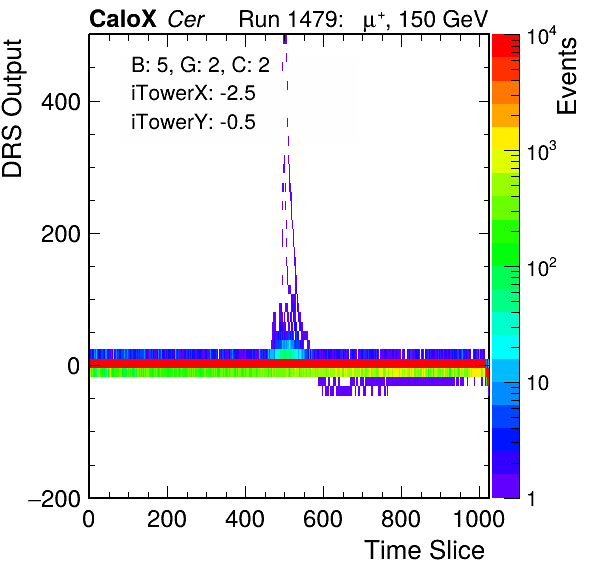 CaloX Cer Run 1479: μ⁺, 150 GeV
B: 5, G: 2, C: 2
iTowerX: -2.5
iTowerY: -0.5
DRS Output
400
200
0
−200
0 200 400 600 800 1000
Time Slice
10⁴
10³
10²
10
1
Events